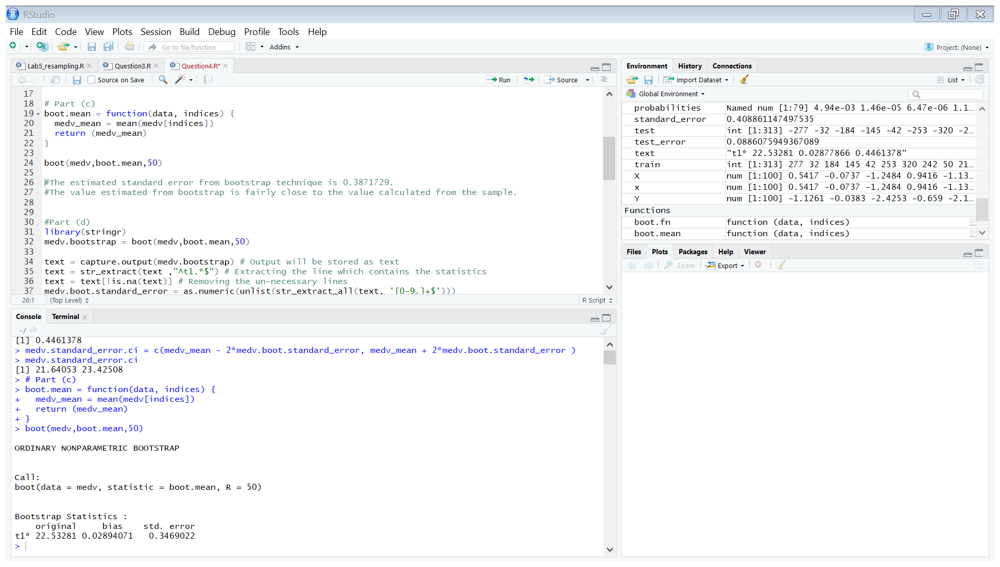 RStudio
File Edit Code View Plots Session Build Debug Profile Tools Help
Go to file/function Addins Project: (None)
Lab5_resampling.R Question3.R Question4.R*
Source on Save Run Source
17
18 # Part (c)
19 boot.mean = function(data, indices) {
20 medv_mean = mean(medv[indices])
21 return (medv_mean)
22 }
23
24 boot(medv,boot.mean,50)
25
26 #The estimated standard error from bootstrap technique is 0.3871729.
27 #The value estimated from bootstrap is fairly close to the value calculated from the sample.
28
29
30 #Part (d)
31 library(stringr)
32 medv.bootstrap = boot(medv,boot.mean,50)
33
34 text = capture.output(medv.bootstrap) # Output will be stored as text
35 text = str_extract(text ,"^t1.*$") # Extracting the line which contains the statistics
36 text = text[!is.na(text)] # Removing the un-necessary lines
37 medv.boot.standard_error = as.numeric(unlist(str_extract_all(text, '[0-9.]+$')))
26:1 (Top Level) R Script
Console Terminal
~/
[1] 0.4461378
> medv.standard_error.ci = c(medv_mean - 2*medv.boot.standard_error, medv_mean + 2*medv.boot.standard_error )
> medv.standard_error.ci
[1] 21.64053 23.42508
> # Part (c)
> boot.mean = function(data, indices) {
+ medv_mean = mean(medv[indices])
+ return (medv_mean)
+ }
> boot(medv,boot.mean,50)
ORDINARY NONPARAMETRIC BOOTSTRAP
Call:
boot(data = medv, statistic = boot.mean, R = 50)
Bootstrap Statistics :
original bias std. error
t1* 22.53281 0.02894071 0.3469022
>
Environment History Connections
Import Dataset List
Global Environment
probabilities Named num [1:79] 4.94e-03 1.46e-05 6.47e-06 1.1…
standard_error 0.408861147497535
test int [1:313] -277 -32 -184 -145 -42 -253 -320 -2…
test_error 0.0886075949367089
text "t1* 22.53281 0.02877866 0.4461378"
train int [1:313] 277 32 184 145 42 253 320 242 50 21…
X num [1:100] 0.5417 -0.0737 -1.2484 0.9416 -1.13…
x num [1:100] 0.5417 -0.0737 -1.2484 0.9416 -1.13…
Y num [1:100] -1.1261 -0.0383 -2.4253 -0.659 -2.1…
Functions
boot.fn function (data, indices)
boot.mean function (data, indices)
Files Plots Packages Help Viewer
Zoom Export